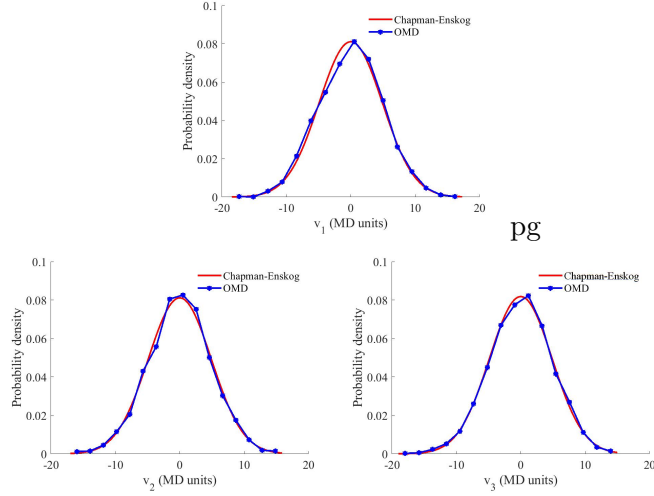 0.1
0.08
0.06
0.04
0.02
0
Probability density
Chapman-Enskog
OMD
-20
-10
0
10
20
v1 (MD units)
pg
0.1
0.08
0.06
0.04
0.02
0
Probability density
Chapman-Enskog
OMD
-20
-10
0
10
20
v2 (MD units)
0.1
0.08
0.06
0.04
0.02
0
Probability density
Chapman-Enskog
OMD
-20
-10
0
10
20
v3 (MD units)